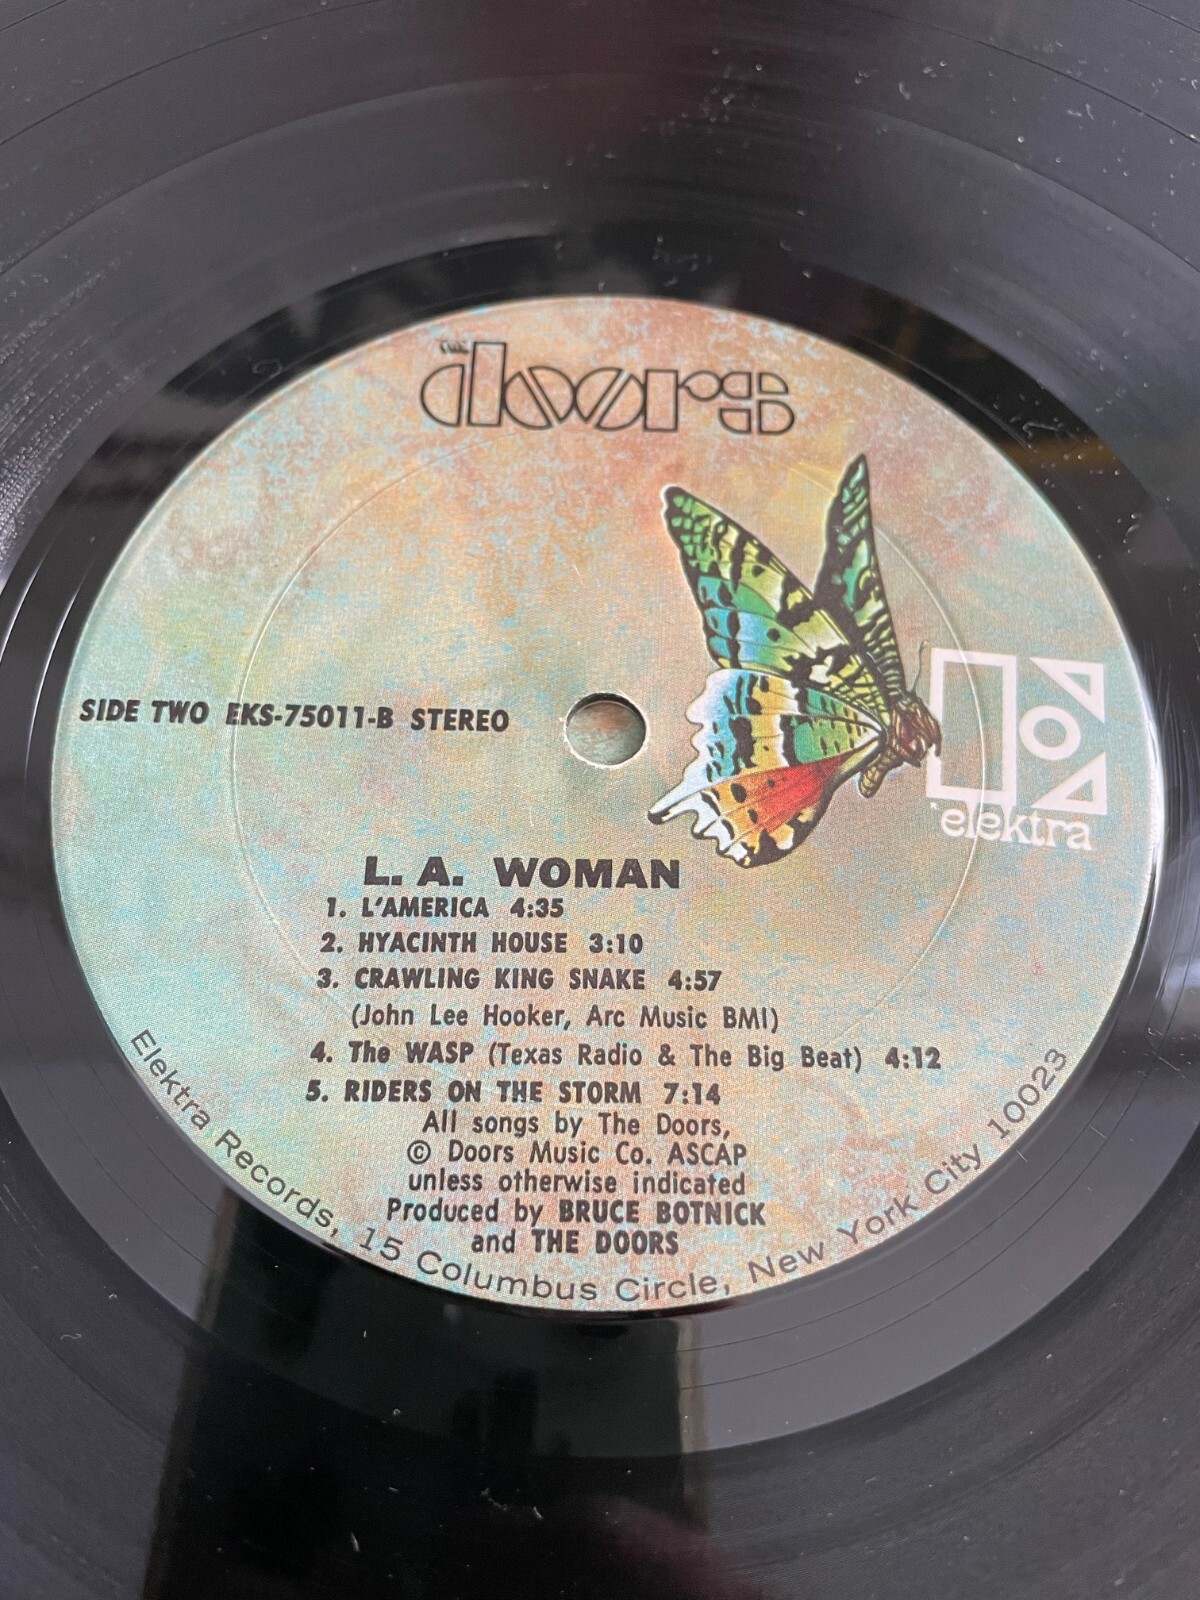 THE
doors
SIDE TWO EKS-75011-B STEREO
elektra
L. A. WOMAN
1. L'AMERICA 4:35
2. HYACINTH HOUSE 3:10
3. CRAWLING KING SNAKE 4:57
(John Lee Hooker, Arc Music BMI)
4. The WASP (Texas Radio & The Big Beat) 4:12
5. RIDERS ON THE STORM 7:14
All songs by The Doors,
© Doors Music Co. ASCAP
unless otherwise indicated
Produced by BRUCE BOTNICK
and THE DOORS
Elektra Records, 15 Columbus Circle, New York City 10023